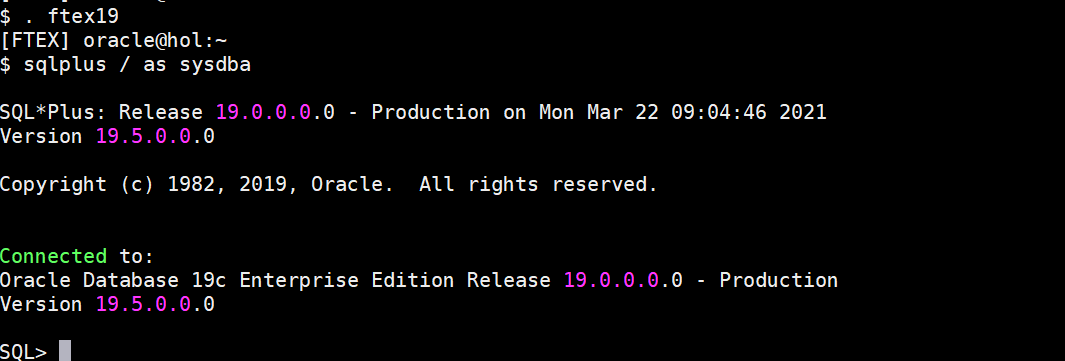 $ . ftex19
[FTEX] oracle@hol:~
$ sqlplus / as sysdba
SQL*Plus: Release 19.0.0.0.0 - Production on Mon Mar 22 09:04:46 2021
Version 19.5.0.0.0
Copyright (c) 1982, 2019, Oracle.  All rights reserved.
Connected to:
Oracle Database 19c Enterprise Edition Release 19.0.0.0.0 - Production
Version 19.5.0.0.0
SQL>